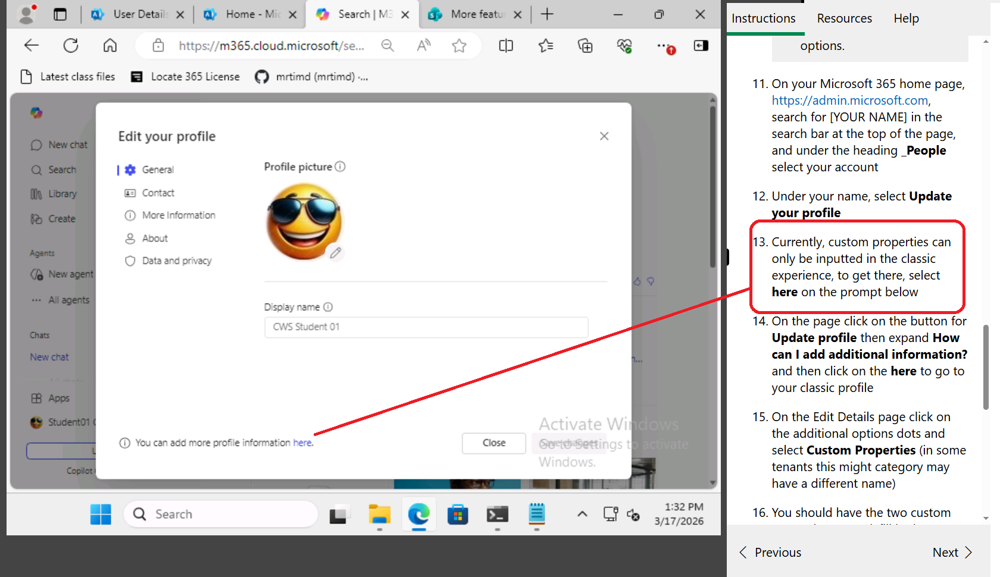 User Details
Home - Mic
Search | M3
More featu
https://m365.cloud.microsoft/se...
Latest class files
Locate 365 License
mrtimd (mrtimd) ·...
New chat
Search
Library
Create
Agents
New agent
All agents
Chats
New chat
Apps
Student01
Copilot
Edit your profile
General
Contact
More Information
About
Data and privacy
Profile picture
Display name
CWS Student 01
You can add more profile information here.
Close
Save changes
Activate Windows
Go to Settings to activate
Windows.
Search
1:32 PM
3/17/2026
Instructions
Resources
Help
options.
11. On your Microsoft 365 home page,
https://admin.microsoft.com,
search for [YOUR NAME] in the
search bar at the top of the page,
and under the heading _People
select your account
12. Under your name, select Update
your profile
13. Currently, custom properties can
only be inputted in the classic
experience, to get there, select
here on the prompt below
14. On the page click on the button for
Update profile then expand How
can I add additional information?
and then click on the here to go to
your classic profile
15. On the Edit Details page click on
the additional options dots and
select Custom Properties (in some
tenants this might category may
have a different name)
16. You should have the two custom
Previous
Next